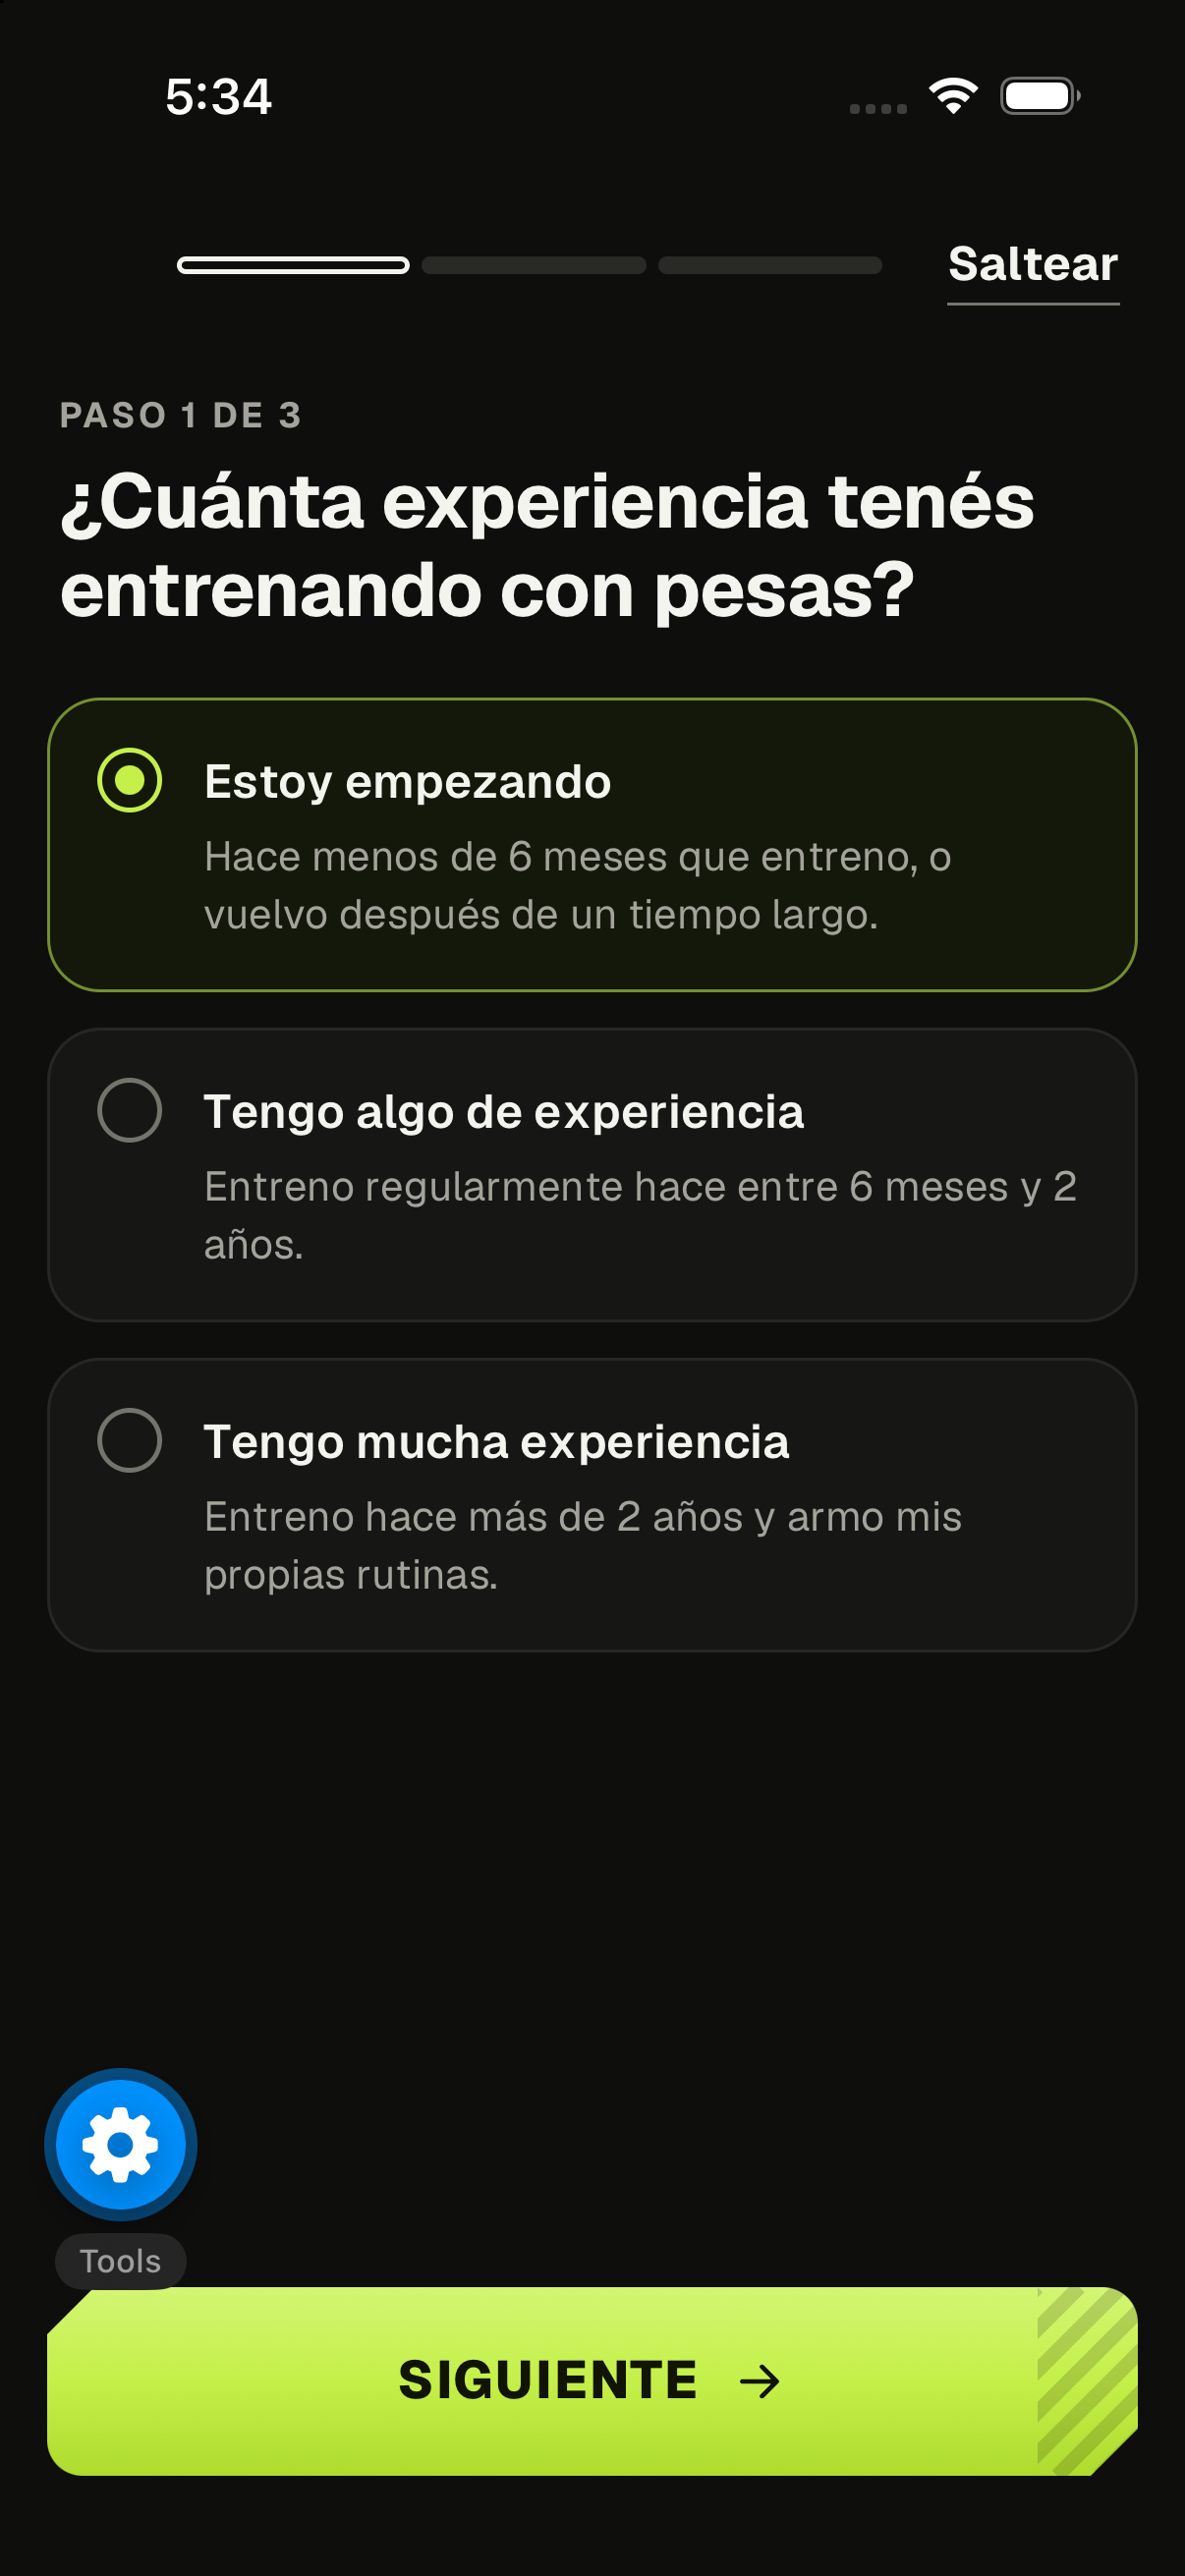 5:34
Saltear
PASO 1 DE 3
¿Cuánta experiencia tenés
entrenando con pesas?
Estoy empezando
Hace menos de 6 meses que entreno, o
vuelvo después de un tiempo largo.
Tengo algo de experiencia
Entreno regularmente hace entre 6 meses y 2
años.
Tengo mucha experiencia
Entreno hace más de 2 años y armo mis
propias rutinas.
Tools
SIGUIENTE →